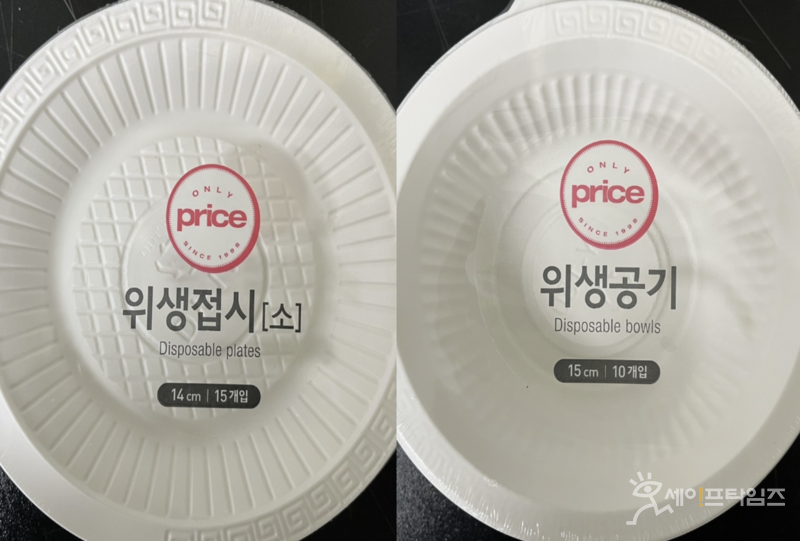 ONLY
price
SINCE 1998
위생접시[소]
Disposable plates
14cm | 15개입
ONLY
price
SINCE 1998
위생공기
Disposable bowls
15cm | 10개입
세이프타임즈